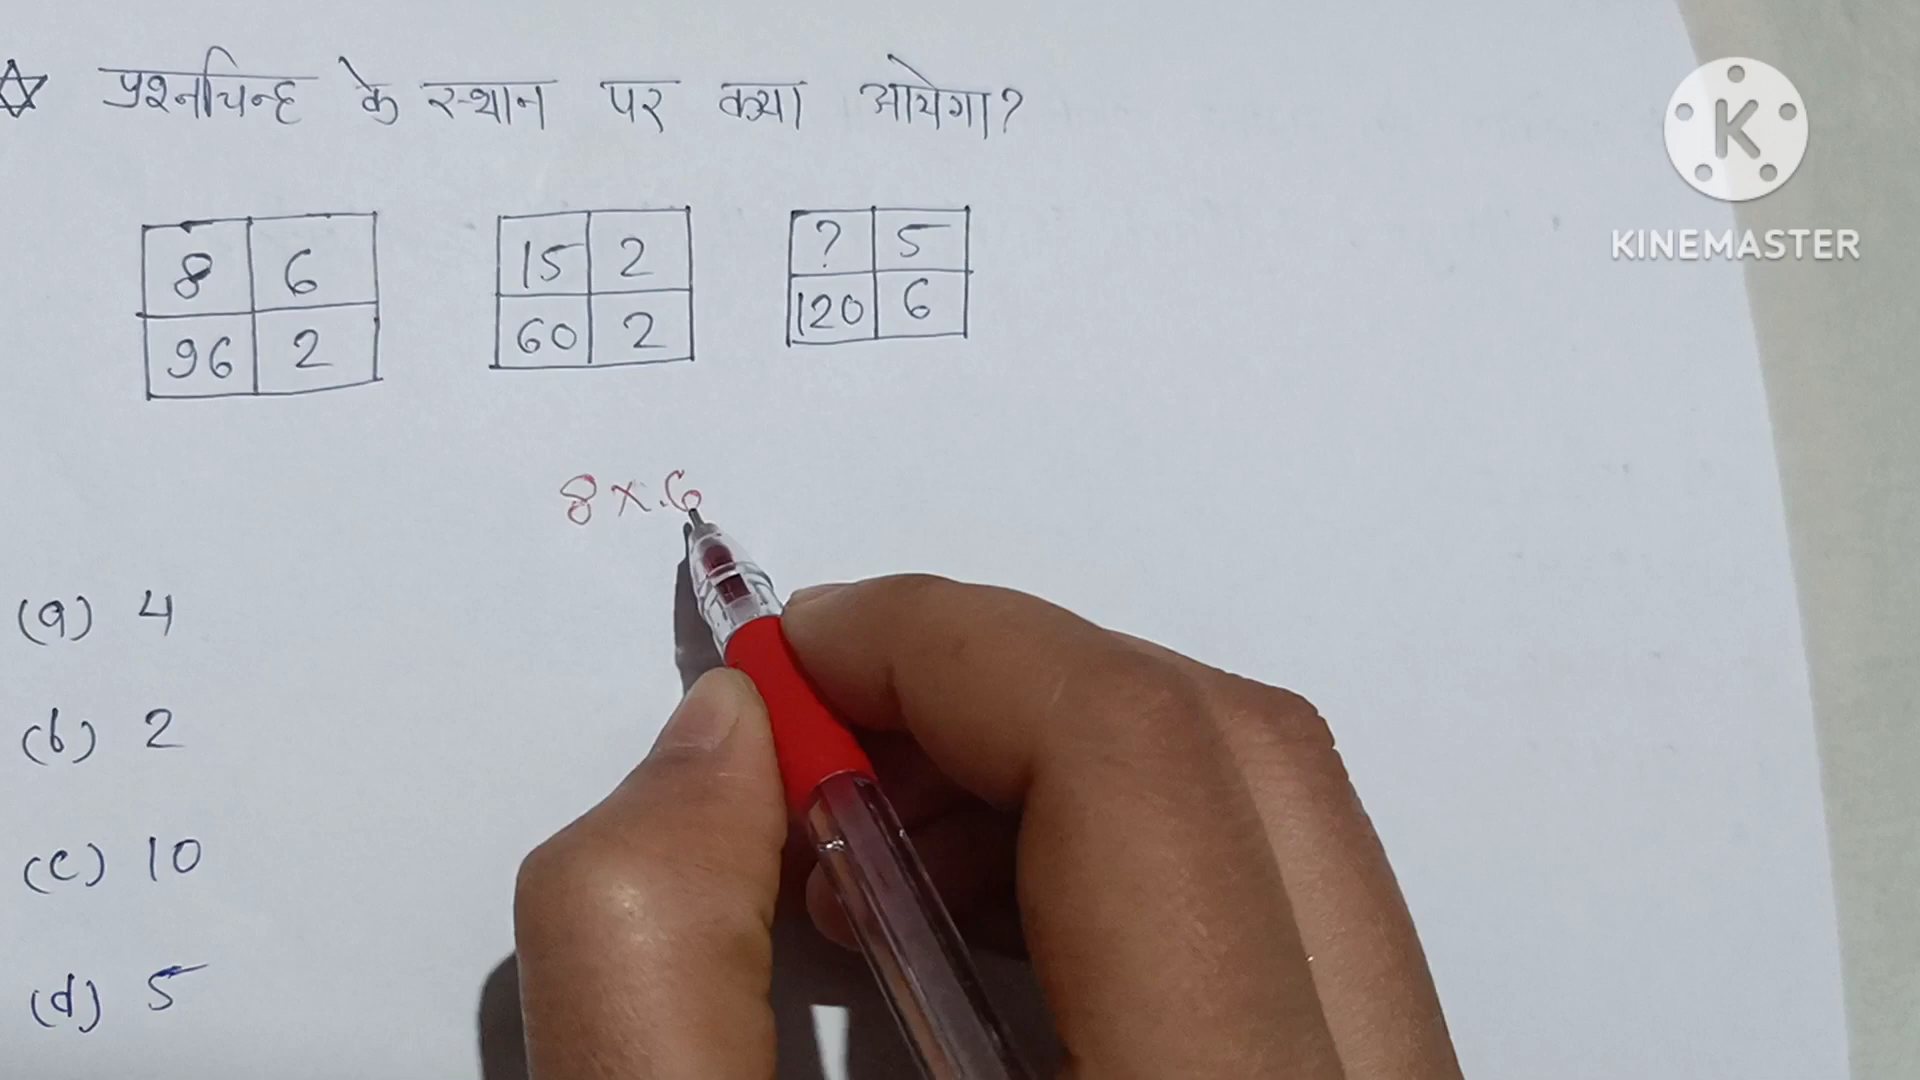 ☆ प्रश्नचिन्ह के स्थान पर क्या आयेगा?
K
KINEMASTER
8 6
96 2
15 2
60 2
? 5
120 6
8 × 6
(a) 4
(b) 2
(c) 10
(d) 5